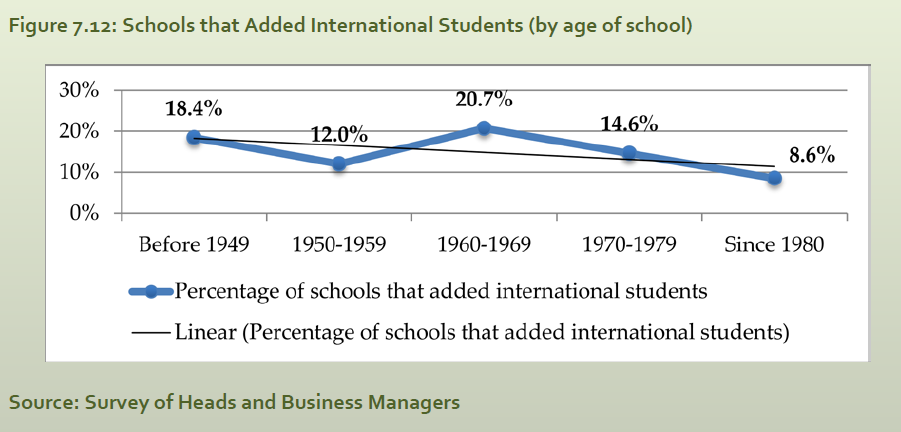 Figure 7.12: Schools that Added International Students (by age of school)
30%
20%
10%
0%
18.4%
12.0%
20.7%
14.6%
8.6%
Before 1949 1950-1959 1960-1969 1970-1979 Since 1980
Percentage of schools that added international students
Linear (Percentage of schools that added international students)
Source: Survey of Heads and Business Managers